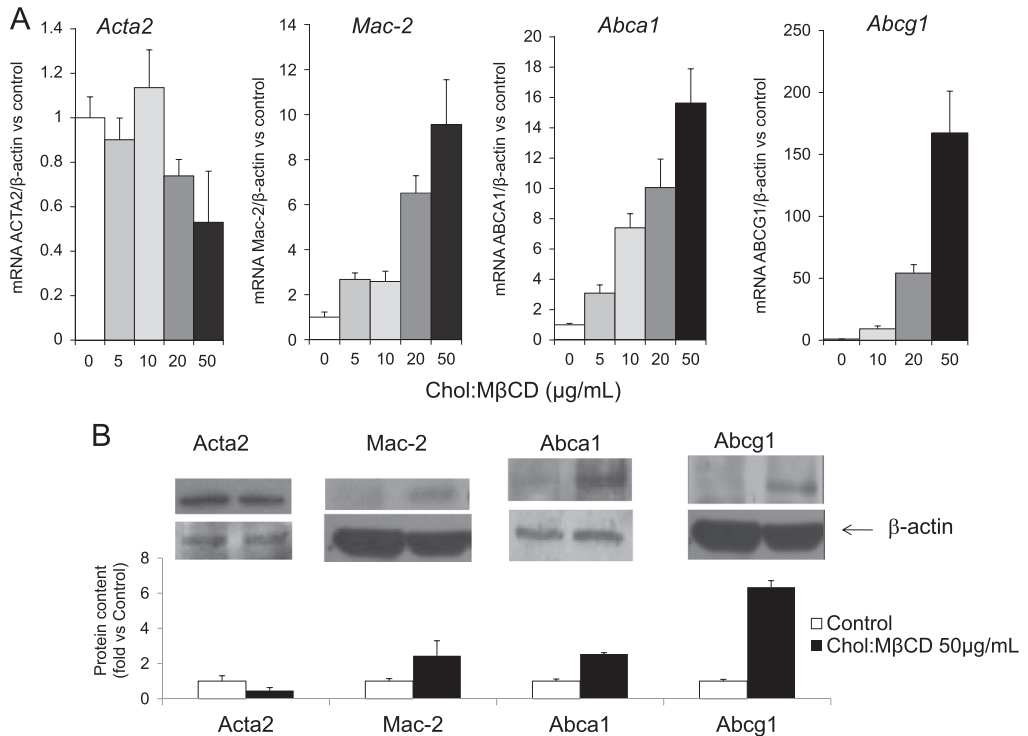 A
Acta2
Mac-2
Abca1
Abcg1
mRNA ACTA2/β-actin vs control
1.4
1.2
1
0.8
0.6
0.4
0.2
0
0 5 10 20 50
mRNA Mac-2/β-actin vs control
14
12
10
8
6
4
2
0
0 5 10 20 50
mRNA ABCA1/β-actin vs control
20
18
16
14
12
10
8
6
4
2
0
0 5 10 20 50
mRNA ABCG1/β-actin vs control
250
200
150
100
50
0
0 10 20 50
Chol:MβCD (μg/mL)
B
Acta2
Mac-2
Abca1
Abcg1
β-actin
Protein content
(fold vs Control)
8
6
4
2
0
Control
Chol:MβCD 50μg/mL
Acta2 Mac-2 Abca1 Abcg1